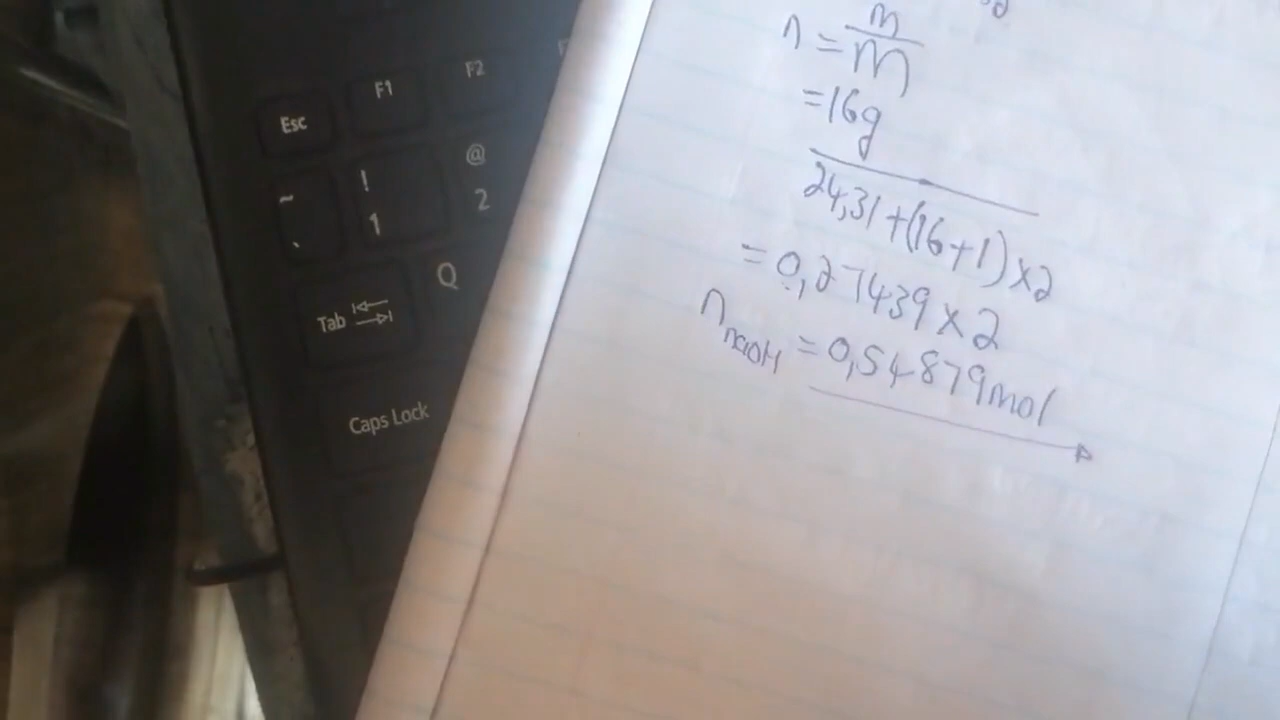 Esc
F1
F2
~
`
!
1
@
2
Tab
Q
Caps Lock
n = m
M
=16g
24,31+(16+1)×2
= 0,27439×2
nnaOH = 0,54879mol